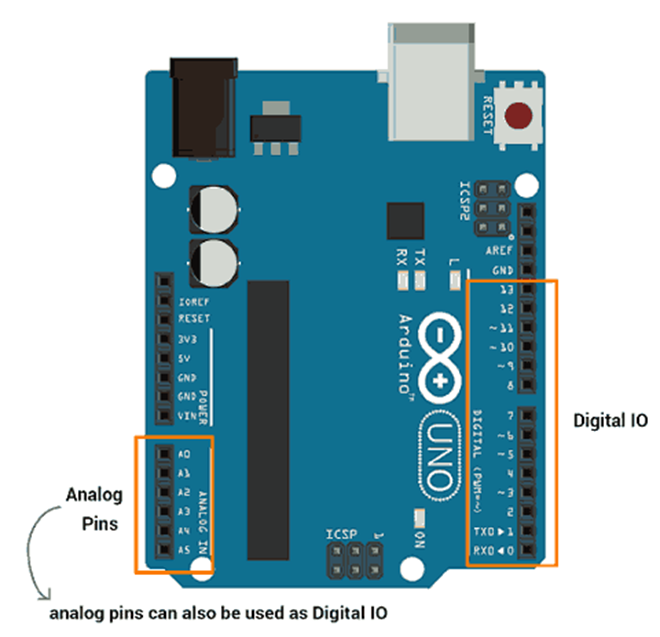 RESET
ICSP2
AREF
GND
RX
TX
L
13
12
~11
~10
~9
8
7
~6
~5
4
~3
2
TX0▶1
RX0◀0
DIGITAL (PWM=~)
Digital IO
IOREF
RESET
3V3
5V
GND
GND
VIN
POWER
Arduino™
UNO
ON
A0
A1
A2
A3
A4
A5
ANALOG IN
Analog
Pins
ICSP
1
analog pins can also be used as Digital IO